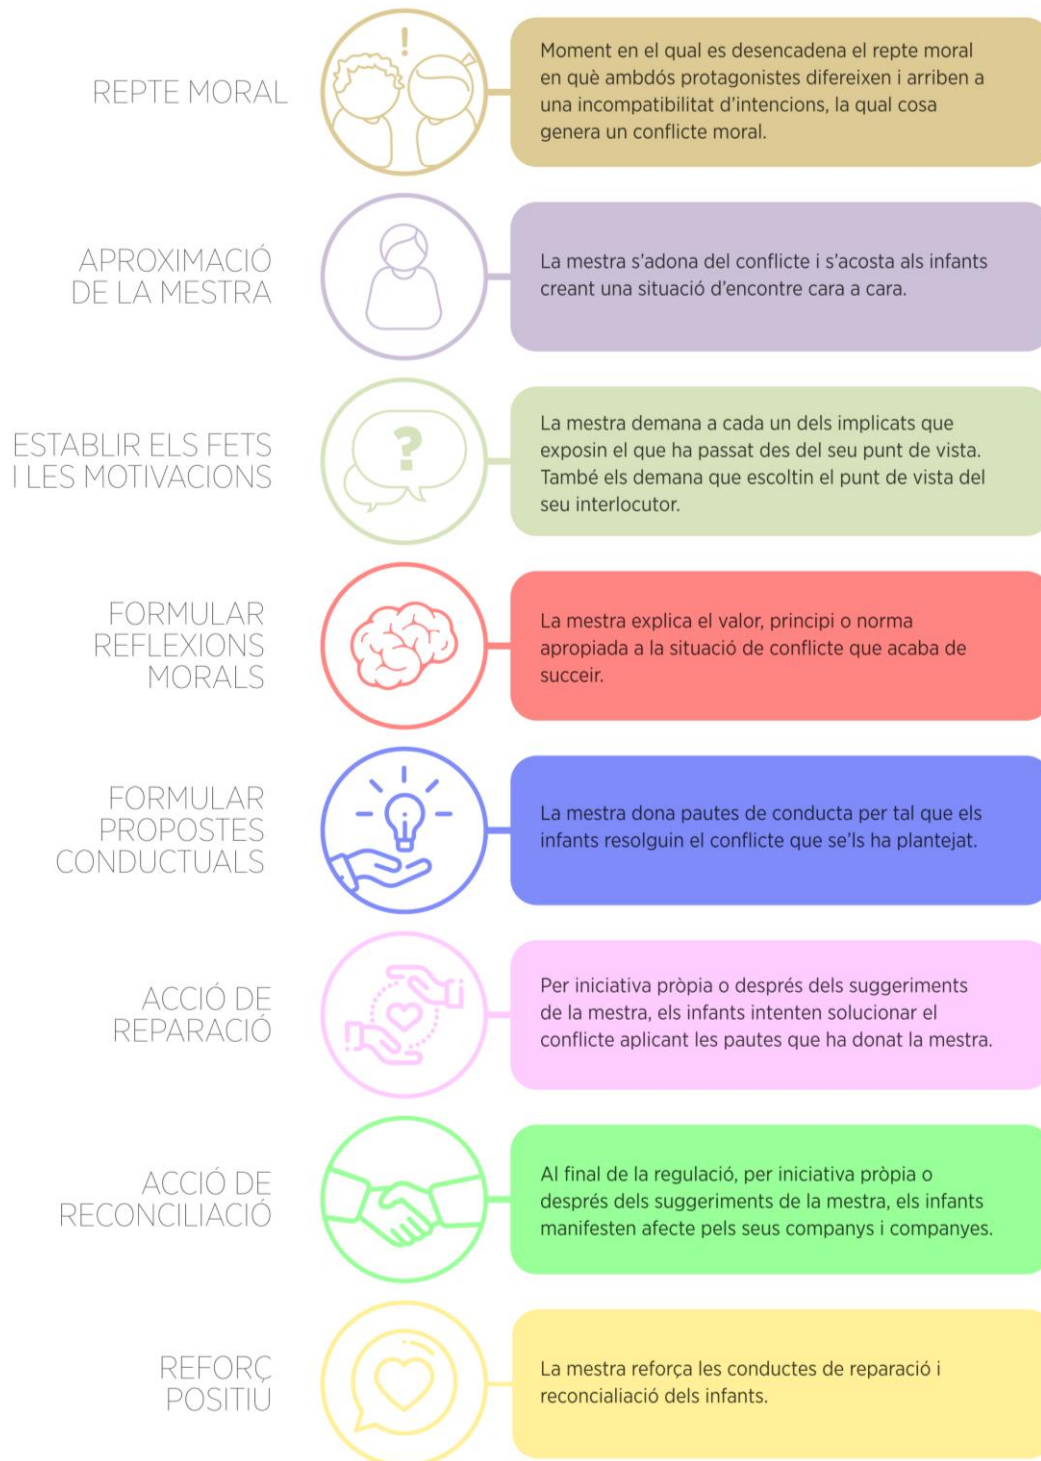 REPTE MORAL
!
Moment en el qual es desencadena el repte moral
en què ambdós protagonistes difereixen i arriben a
una incompatibilitat d'intencions, la qual cosa
genera un conflicte moral.
APROXIMACIÓ
DE LA MESTRA
La mestra s'adona del conflicte i s'acosta als infants
creant una situació d'encontre cara a cara.
ESTABLIR ELS FETS
I LES MOTIVACIONS
?
La mestra demana a cada un dels implicats que
exposin el que ha passat des del seu punt de vista.
També els demana que escoltin el punt de vista del
seu interlocutor.
FORMULAR
REFLEXIONS
MORALS
La mestra explica el valor, principi o norma
apropiada a la situació de conflicte que acaba de
succeir.
FORMULAR
PROPOSTES
CONDUCTUALS
La mestra dona pautes de conducta per tal que els
infants resolguin el conflicte que se'ls ha plantejat.
ACCIÓ DE
REPARACIÓ
Per iniciativa pròpia o després dels suggeriments
de la mestra, els infants intenten solucionar el
conflicte aplicant les pautes que ha donat la mestra.
ACCIÓ DE
RECONCILIACIÓ
Al final de la regulació, per iniciativa pròpia o
després dels suggeriments de la mestra, els infants
manifesten afecte pels seus companys i companyes.
REFORÇ
POSITIU
La mestra reforça les conductes de reparació i
reconcialiació dels infants.